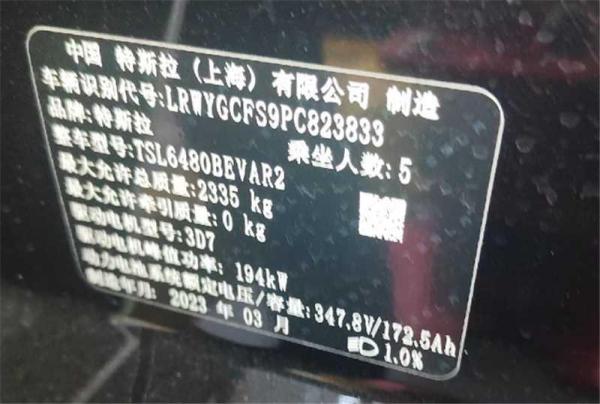 中国 特斯拉(上海)有限公司 制造
车辆识别代号:LRWYGCFS9PC823833
品牌:特斯拉 乘坐人数:5
整车型号:TSL6480BEVAR2
最大允许总质量:2335 kg
最大允许牵引质量:0 kg
驱动电机型号:3D7
驱动电机峰值功率: 194kW
动力电池系统额定电压/容量:347.8V/172.5Ah
制造年月: 2023 年 03 月 1.0%